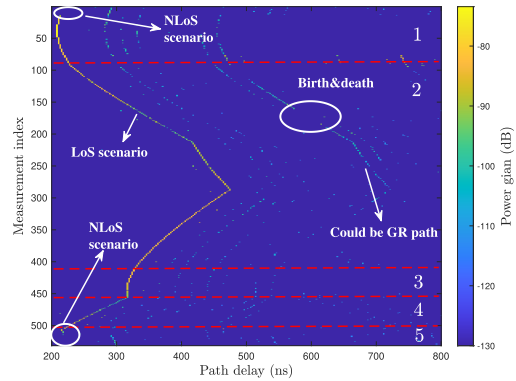 NLoS
scenario
1
2
Birth&death
LoS scenario
NLoS
scenario
Could be GR path
3
4
5
50
100
150
200
250
300
350
400
450
500
Measurement index
200
300
400
500
600
700
800
Path delay (ns)
-80
-90
-100
-110
-120
-130
Power gian (dB)